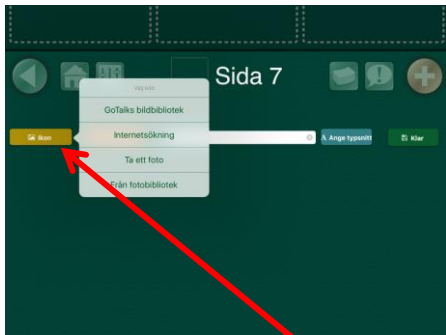 Sida 7
GoTalks bildbibliotek
Internetsökning
Ta ett foto
Från fotobibliotek
Ikon
A Ange typsnitt
Klar